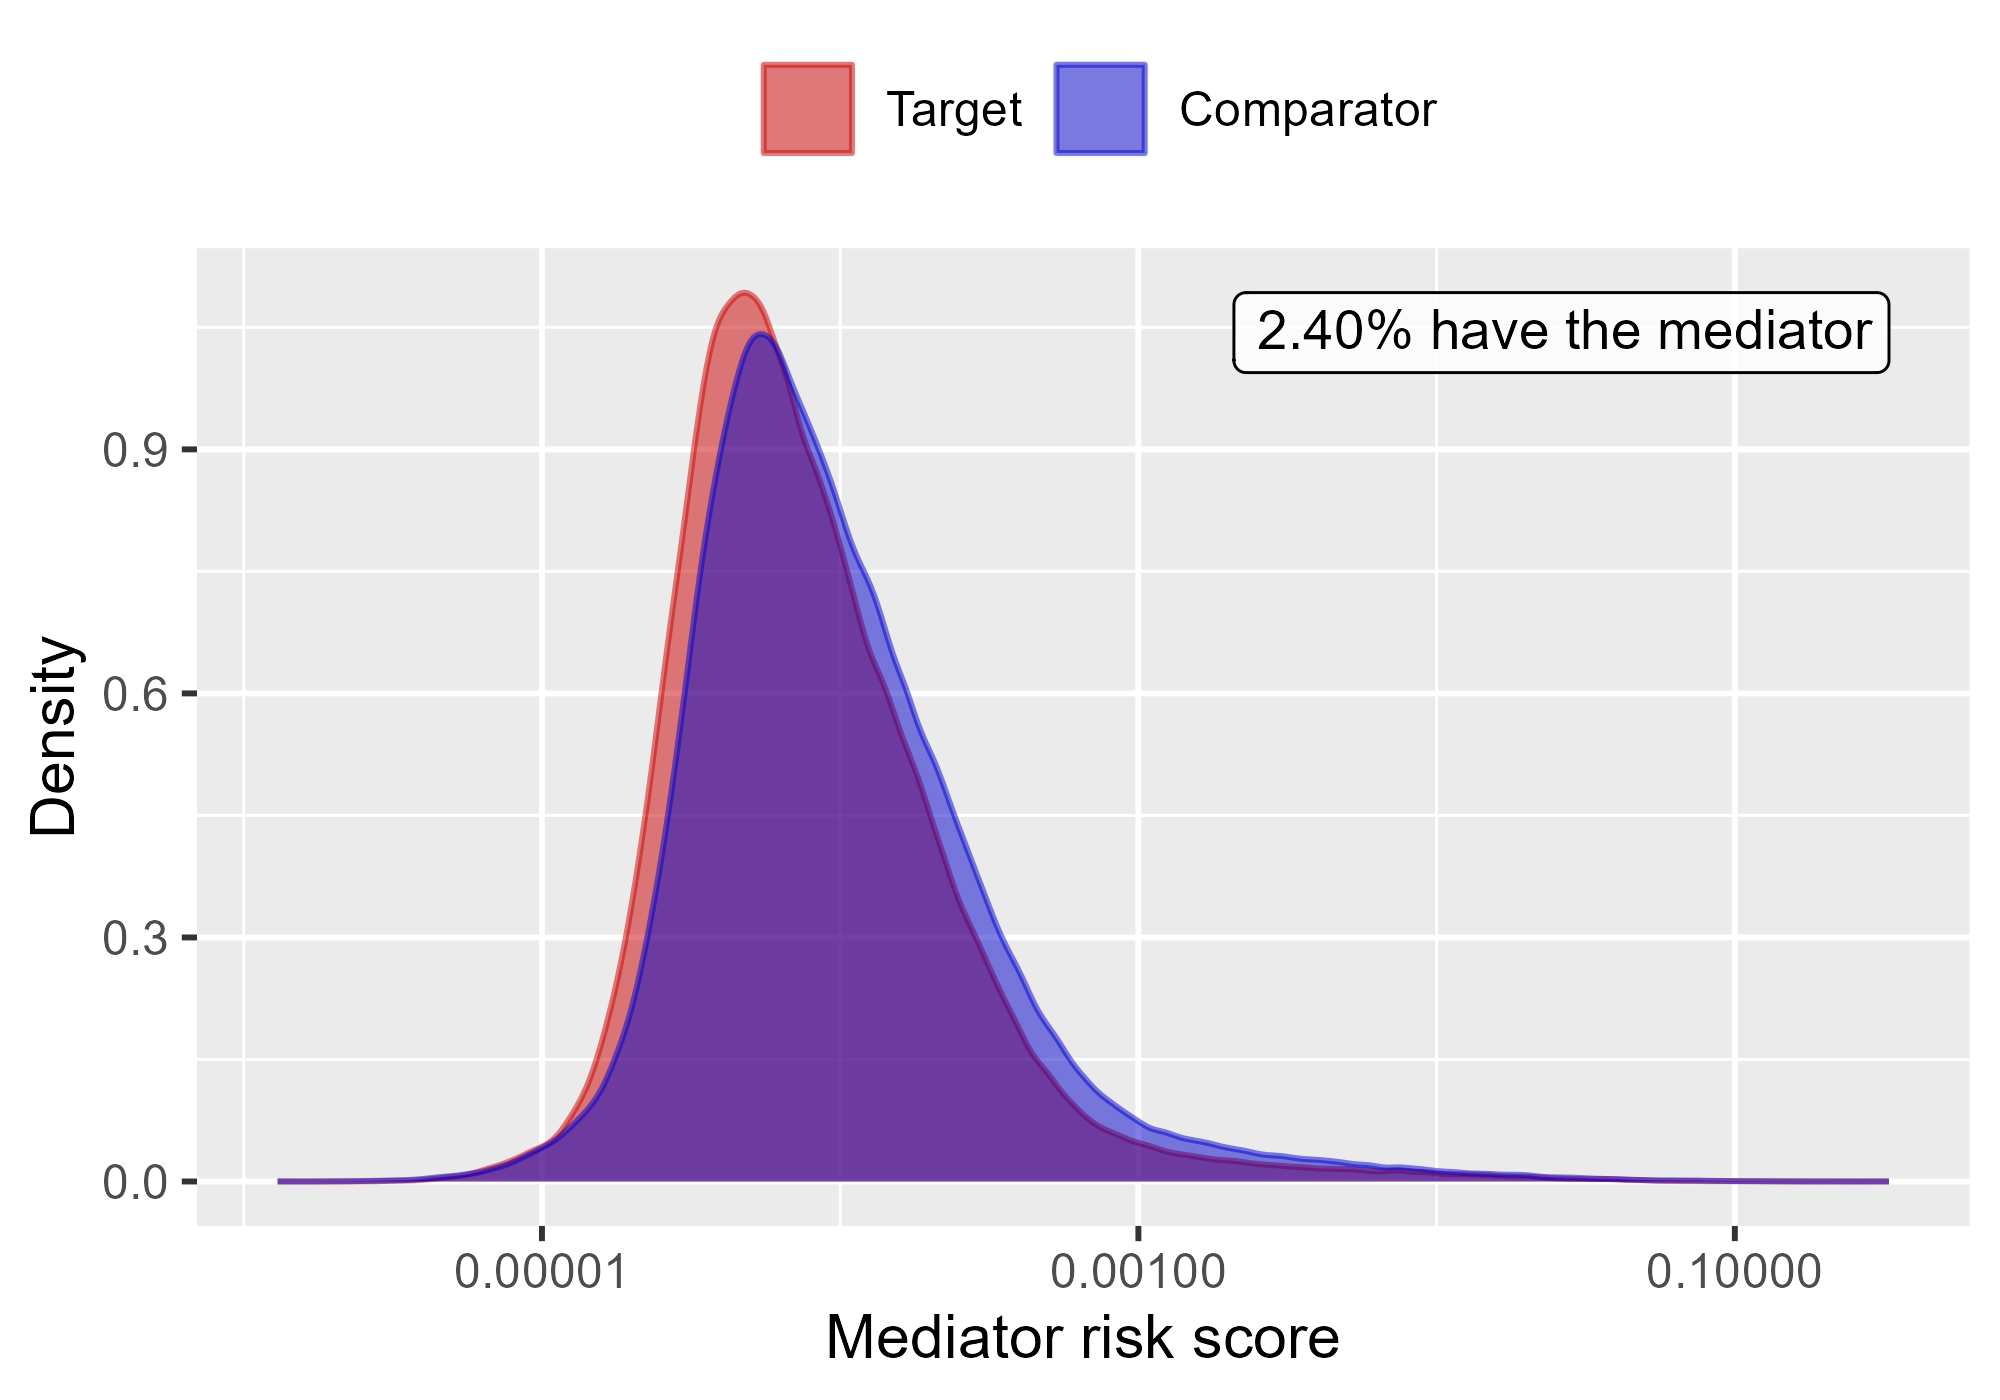 Target
Comparator
2.40% have the mediator
Density
0.9
0.6
0.3
0.0
0.00001
0.00100
0.10000
Mediator risk score